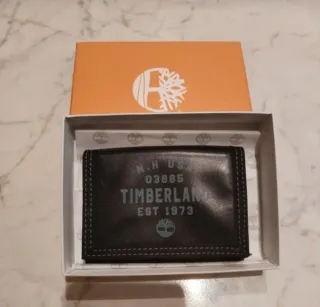 N.H USA
03885
TIMBERLAND
EST 1973